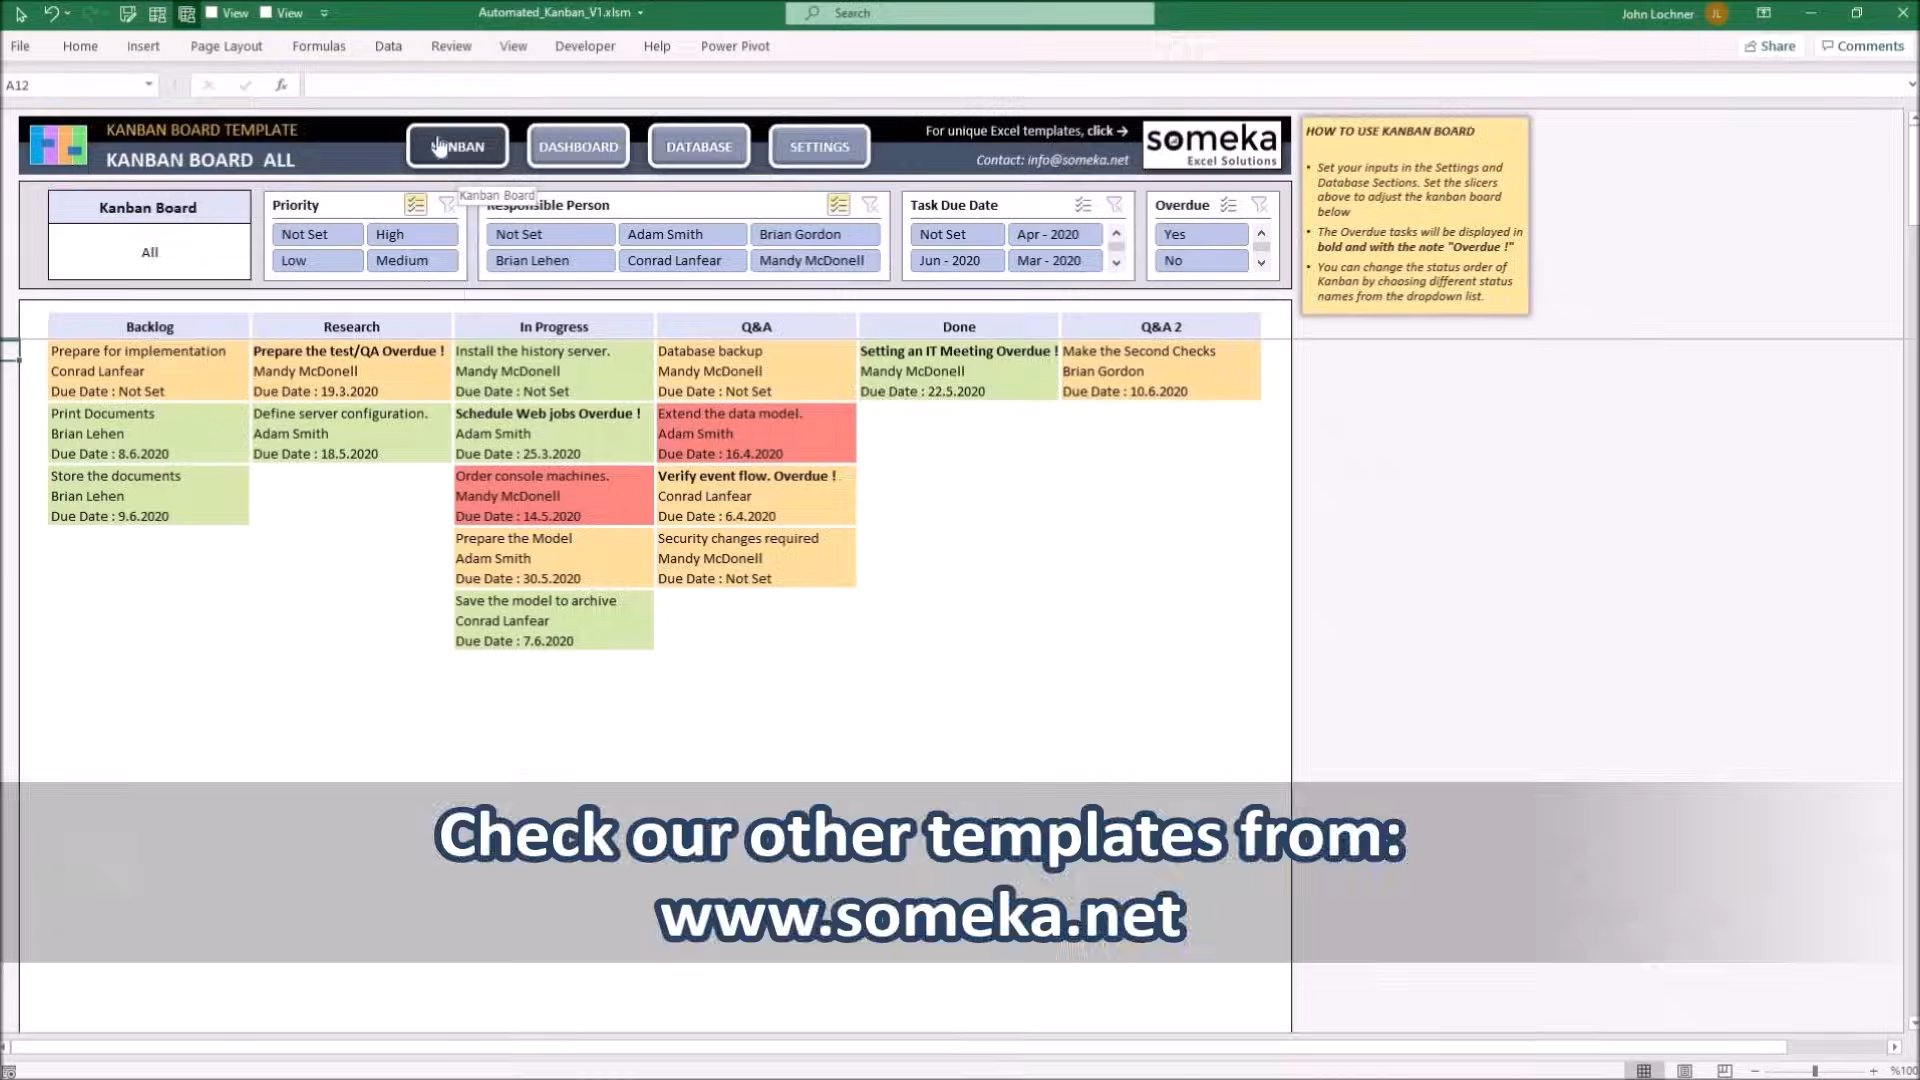 View
View
Automated_Kanban_V1.xlsm
Search
John Lochner
JL
File
Home
Insert
Page Layout
Formulas
Data
Review
View
Developer
Help
Power Pivot
Share
Comments
A12
fx
KANBAN BOARD TEMPLATE
KANBAN BOARD ALL
DASHBOARD
DATABASE
SETTINGS
For unique Excel templates, click →
Contact: info@someka.net
someka
Excel Solutions
HOW TO USE KANBAN BOARD
• Set your inputs in the Settings and
Database Sections. Set the slicers
above to adjust the kanban board
below
• The Overdue tasks will be displayed in
bold and with the note "Overdue !"
• You can change the status order of
Kanban by choosing different status
names from the dropdown list.
Kanban Board
Kanban Board
All
Priority
Not Set
High
Low
Medium
Responsible Person
Not Set
Adam Smith
Brian Gordon
Brian Lehen
Conrad Lanfear
Mandy McDonell
Task Due Date
Not Set
Apr - 2020
Jun - 2020
Mar - 2020
Overdue
Yes
No
Backlog
Prepare for implementation
Conrad Lanfear
Due Date : Not Set
Print Documents
Brian Lehen
Due Date : 8.6.2020
Store the documents
Brian Lehen
Due Date : 9.6.2020
Research
Prepare the test/QA Overdue !
Mandy McDonell
Due Date : 19.3.2020
Define server configuration.
Adam Smith
Due Date : 18.5.2020
In Progress
Install the history server.
Mandy McDonell
Due Date : Not Set
Schedule Web jobs Overdue !
Adam Smith
Due Date : 25.3.2020
Order console machines.
Mandy McDonell
Due Date : 14.5.2020
Prepare the Model
Adam Smith
Due Date : 30.5.2020
Save the model to archive
Conrad Lanfear
Due Date : 7.6.2020
Q&A
Database backup
Mandy McDonell
Due Date : Not Set
Extend the data model.
Adam Smith
Due Date : 16.4.2020
Verify event flow. Overdue !
Conrad Lanfear
Due Date : 6.4.2020
Security changes required
Mandy McDonell
Due Date : Not Set
Done
Setting an IT Meeting Overdue !
Mandy McDonell
Due Date : 22.5.2020
Q&A 2
Make the Second Checks
Brian Gordon
Due Date : 10.6.2020
Check our other templates from:
www.someka.net
%100